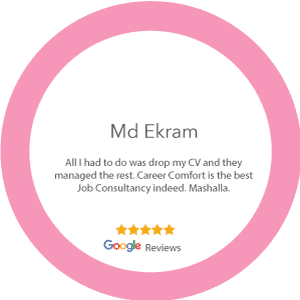 Md Ekram
All I had to do was drop my CV and they
managed the rest. Career Comfort is the best
Job Consultancy indeed. Mashalla.
Google Reviews